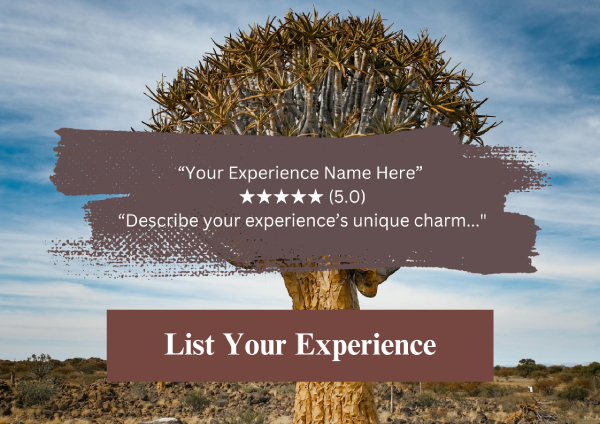 “Your Experience Name Here”
★★★★★ (5.0)
“Describe your experience’s unique charm..."
List Your Experience